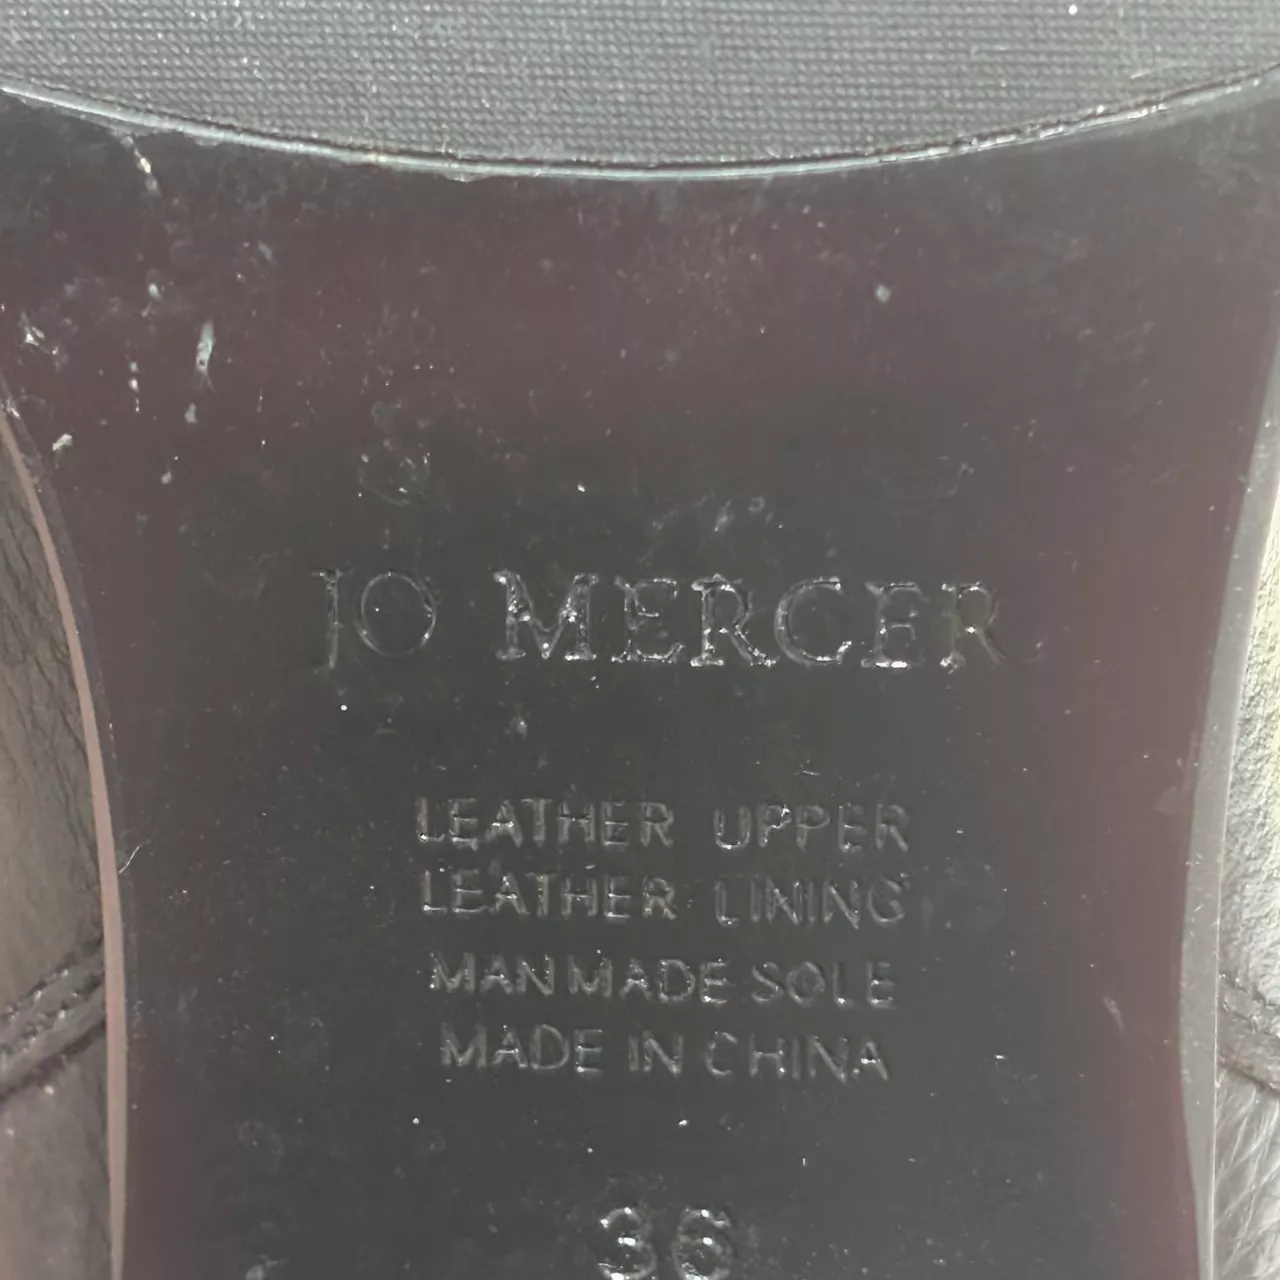 JO MERCER
LEATHER UPPER
LEATHER LINING
MAN MADE SOLE
MADE IN CHINA
36